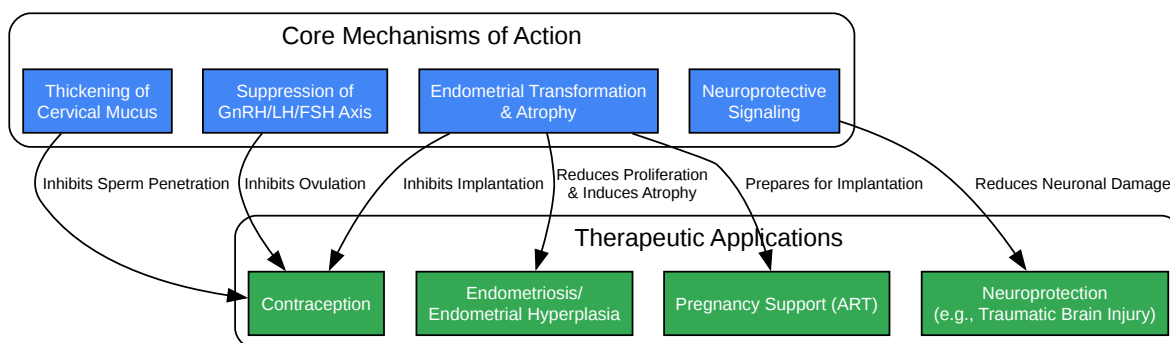 Core Mechanisms of Action
Thickening of
Cervical Mucus
Suppression of
GnRH/LH/FSH Axis
Endometrial Transformation
& Atrophy
Neuroprotective
Signaling
Inhibits Sperm Penetration
Inhibits Ovulation
Inhibits Implantation
Reduces Proliferation
& Induces Atrophy
Prepares for Implantation
Reduces Neuronal Damage
Therapeutic Applications
Contraception
Endometriosis/
Endometrial Hyperplasia
Pregnancy Support (ART)
Neuroprotection
(e.g., Traumatic Brain Injury)